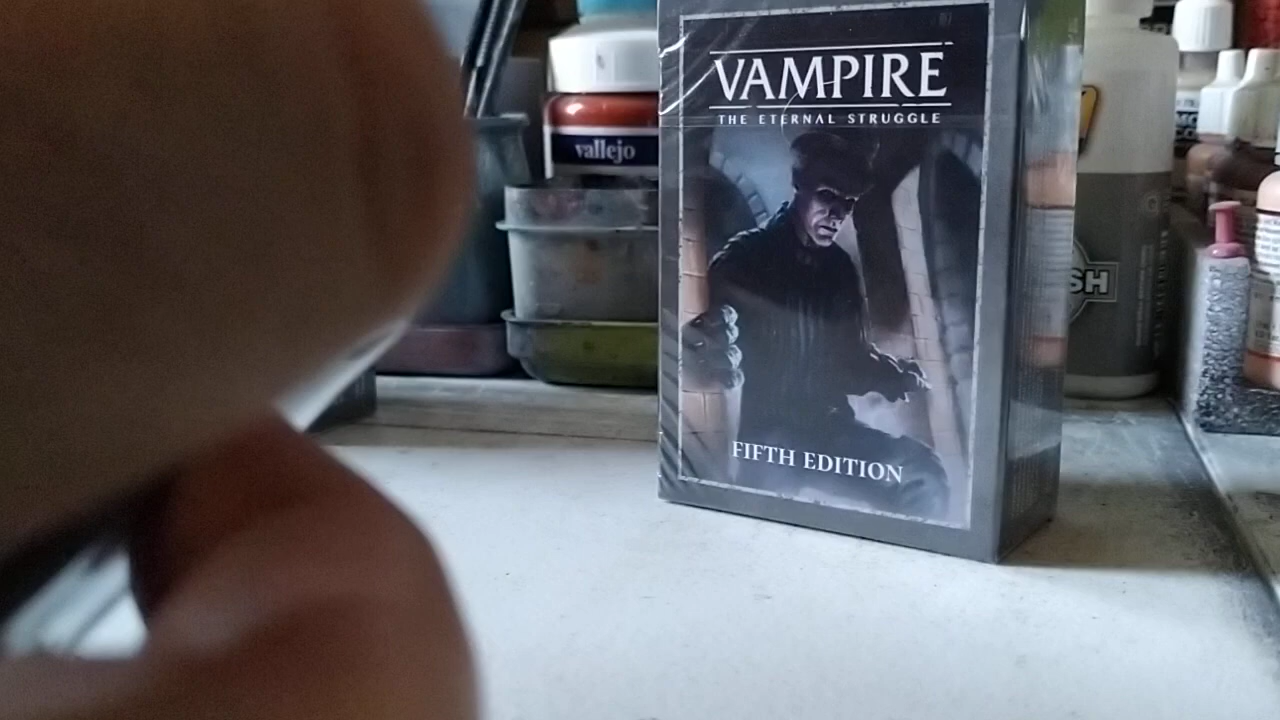 VAMPIRE
THE ETERNAL STRUGGLE
vallejo
SH
FIFTH EDITION